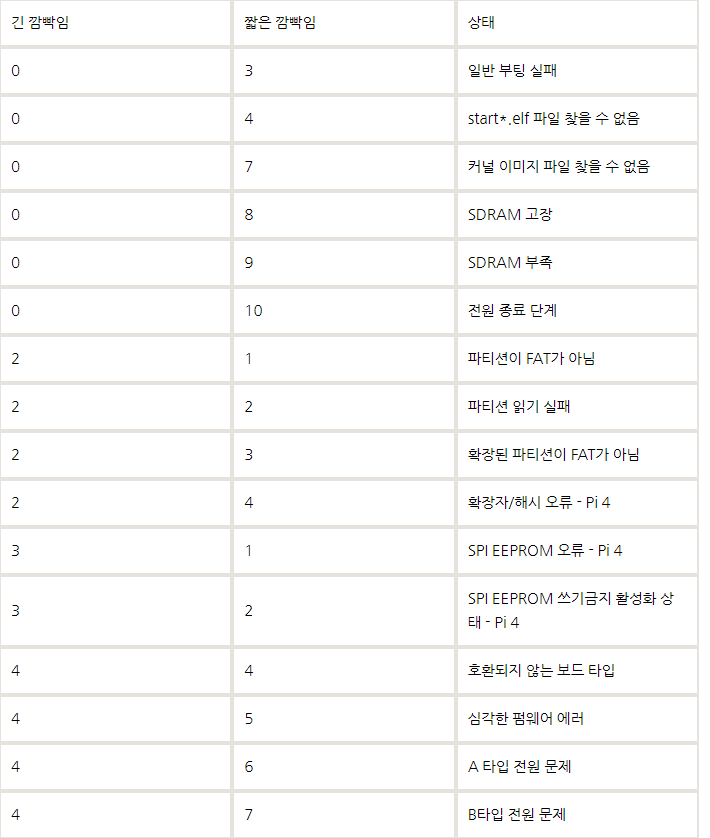 긴 깜빡임 짧은 깜빡임 상태
0 3 일반 부팅 실패
0 4 start*.elf 파일 찾을 수 없음
0 7 커널 이미지 파일 찾을 수 없음
0 8 SDRAM 고장
0 9 SDRAM 부족
0 10 전원 종료 단계
2 1 파티션이 FAT가 아님
2 2 파티션 읽기 실패
2 3 확장된 파티션이 FAT가 아님
2 4 확장자/해시 오류 - Pi 4
3 1 SPI EEPROM 오류 - Pi 4
3 2 SPI EEPROM 쓰기금지 활성화 상
태 - Pi 4
4 4 호환되지 않는 보드 타입
4 5 심각한 펌웨어 에러
4 6 A 타입 전원 문제
4 7 B타입 전원 문제